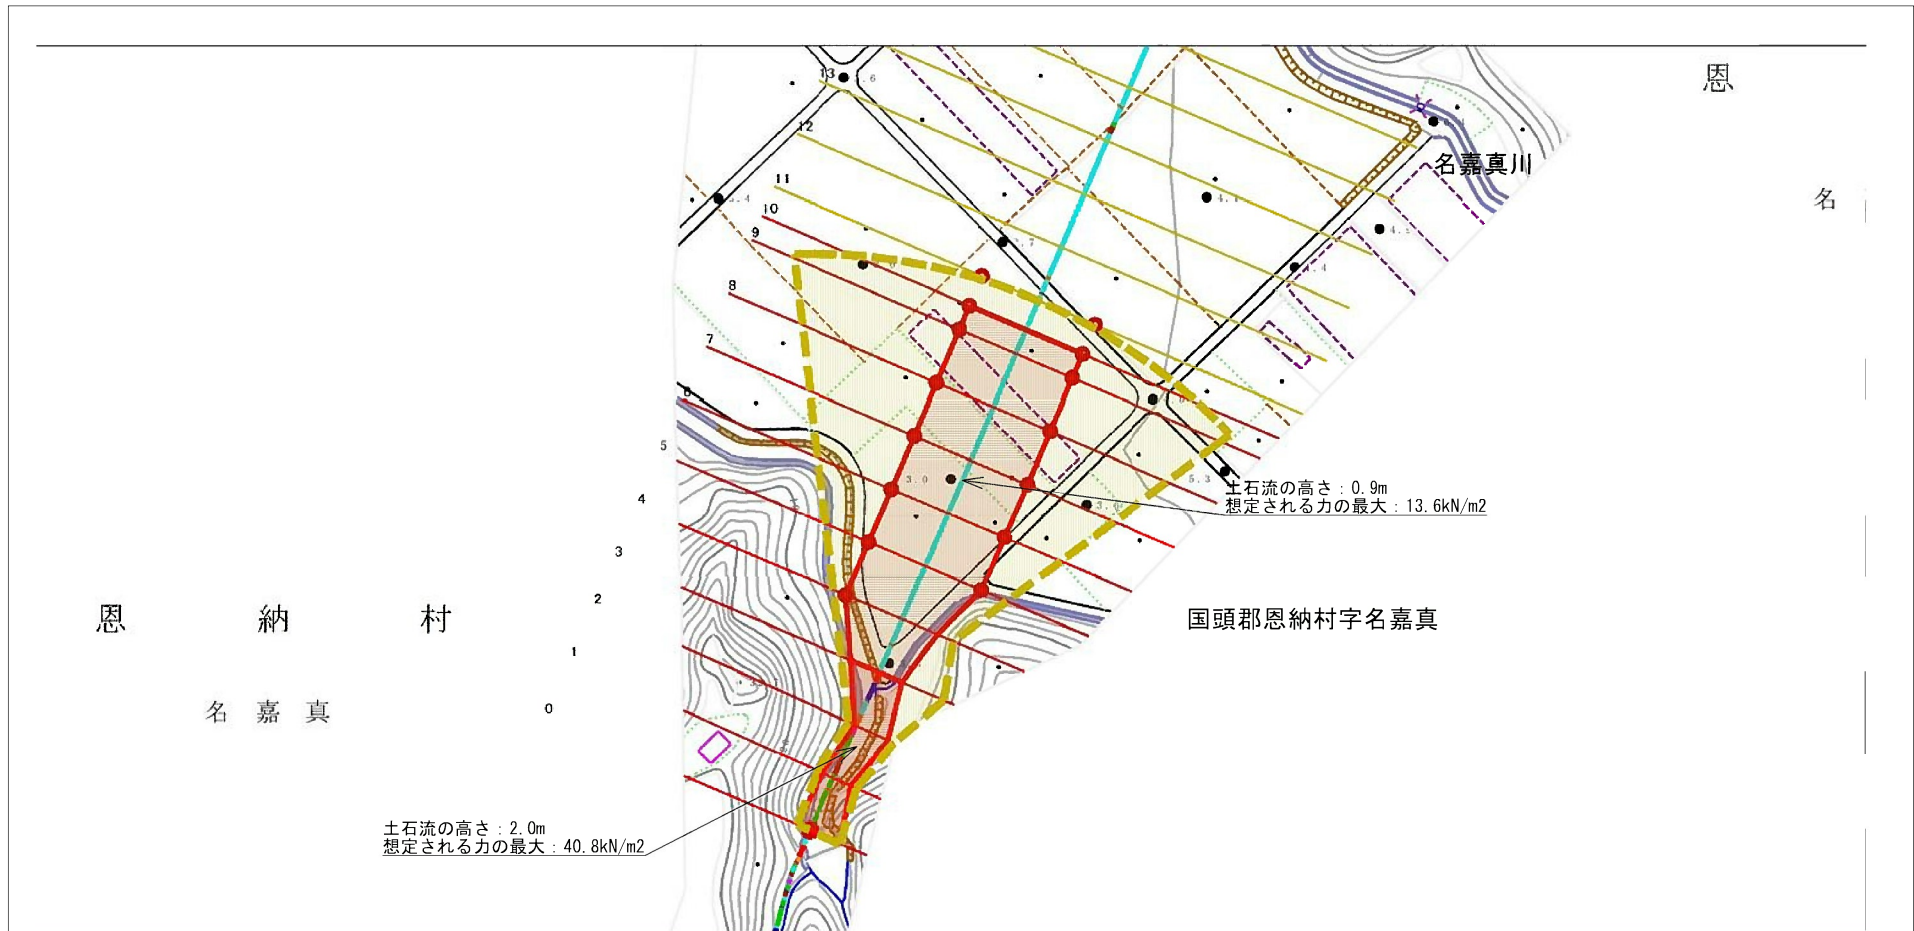 恩
名
名嘉真川
13
12
11
10
9
8
7
6
5
4
3
2
1
0
3.0
5.3
土石流の高さ：0.9m
想定される力の最大：13.6kN/m2
恩　納　村
国頭郡恩納村字名嘉真
名　嘉　真
土石流の高さ：2.0m
想定される力の最大：40.8kN/m2